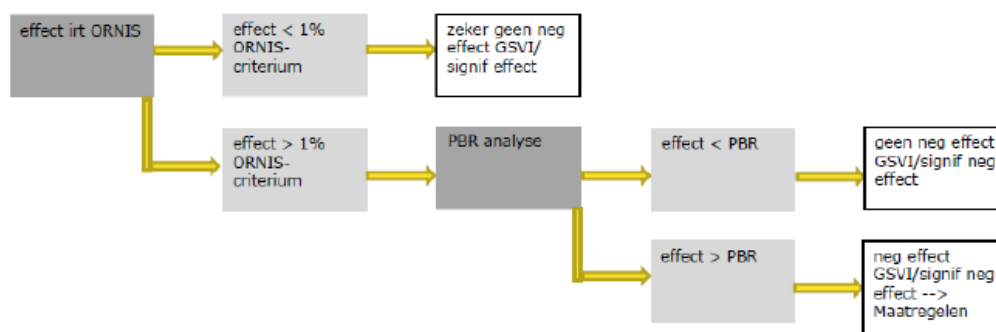 effect irt ORNIS
effect < 1%
ORNIS-
criterium
zeker geen neg
effect GSVI/
signif effect
effect > 1%
ORNIS-
criterium
PBR analyse
effect < PBR
geen neg effect
GSVI/signif neg
effect
effect > PBR
neg effect
GSVI/signif neg
effect -->
Maatregelen